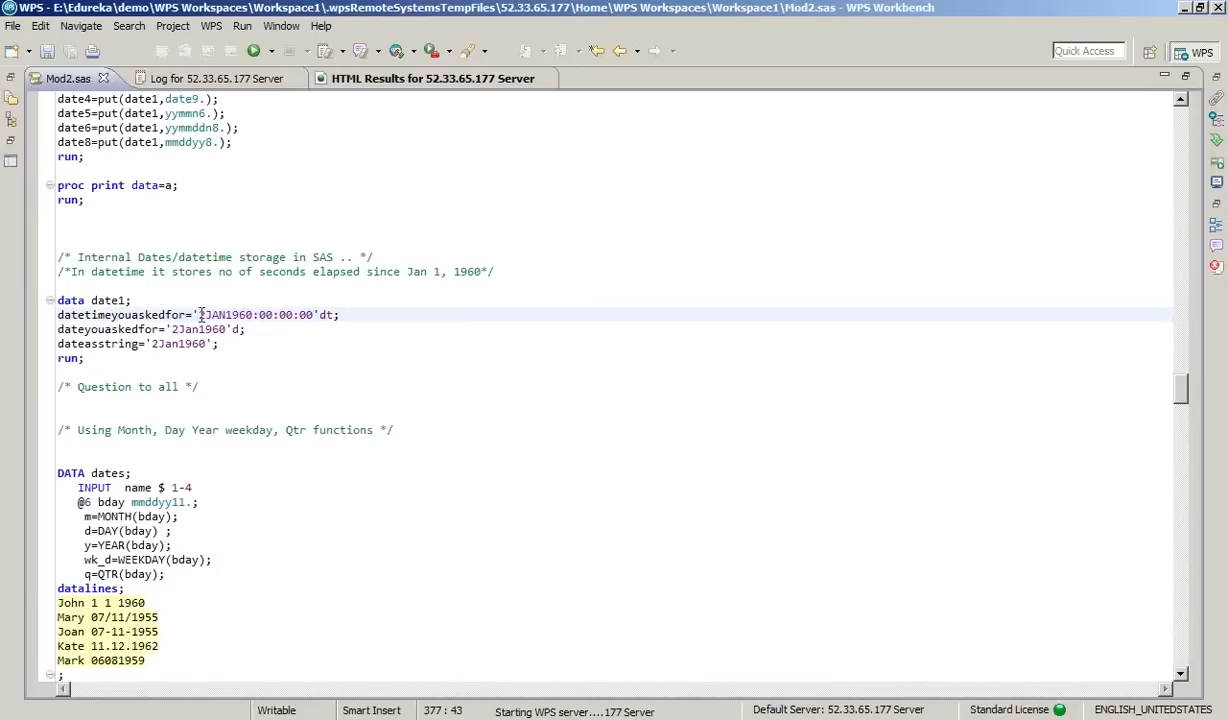 WPS - E:\Edureka\demo\WPS Workspaces\Workspace1\.wpsRemoteSystemsTempFiles\52.33.65.177\Home\WPS Workspaces\Workspace1\Mod2.sas - WPS Workbench
File Edit Navigate Search Project WPS Run Window Help
Quick Access WPS
Mod2.sas Log for 52.33.65.177 Server HTML Results for 52.33.65.177 Server
date4=put(date1,date9.);
date5=put(date1,yymmn6.);
date6=put(date1,yymmddn8.);
date8=put(date1,mmddyy8.);
run;
proc print data=a;
run;
/* Internal Dates/datetime storage in SAS .. */
/*In datetime it stores no of seconds elapsed since Jan 1, 1960*/
data date1;
datetimeyouaskedfor='2JAN1960:00:00:00'dt;
dateyouaskedfor='2Jan1960'd;
dateasstring='2Jan1960';
run;
/* Question to all */
/* Using Month, Day Year weekday, Qtr functions */
DATA dates;
INPUT name $ 1-4
@6 bday mmddyy11.;
m=MONTH(bday);
d=DAY(bday) ;
y=YEAR(bday);
wk_d=WEEKDAY(bday);
q=QTR(bday);
datalines;
John 1 1 1960
Mary 07/11/1955
Joan 07-11-1955
Kate 11.12.1962
Mark 06081959
;
Writable Smart Insert 377 : 43 Starting WPS server....177 Server Default Server: 52.33.65.177 Server Standard License ENGLISH_UNITEDSTATES